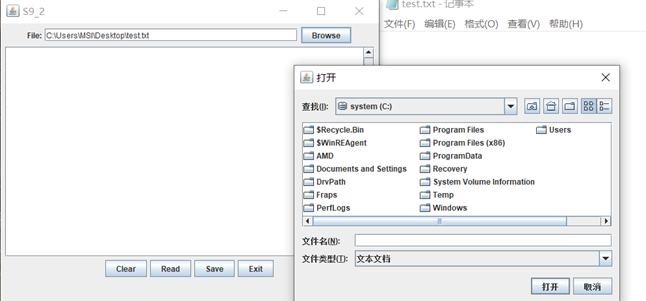 S9_2
File: C:\Users\MSI\Desktop\test.txt Browse
test.txt - 记事本
文件(F) 编辑(E) 格式(O) 查看(V) 帮助(H)
打开
查找(I): system (C:)
$Recycle.Bin Program Files Users
$WinREAgent Program Files (x86)
AMD ProgramData
Documents and Settings Recovery
DrvPath System Volume Information
Fraps Temp
PerfLogs Windows
文件名(N):
文件类型(T): 文本文档
打开 取消
Clear Read Save Exit